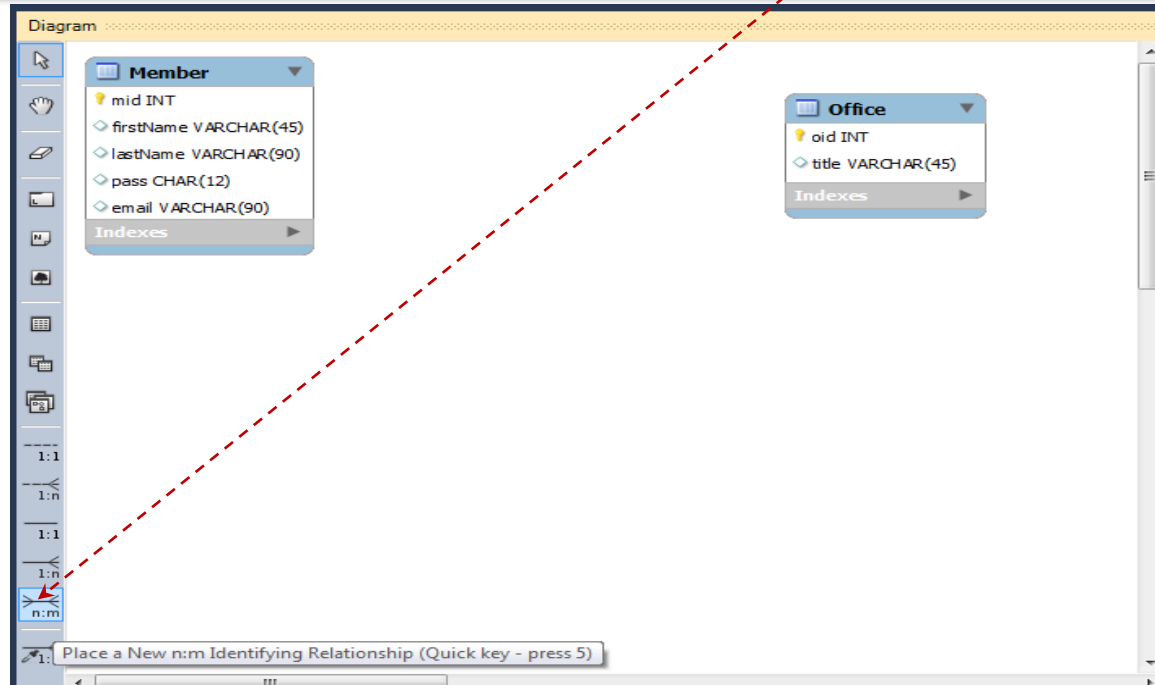 Diagram
Member
mid INT
firstName VARCHAR(45)
lastName VARCHAR(90)
pass CHAR(12)
email VARCHAR(90)
Indexes
Office
oid INT
title VARCHAR(45)
Indexes
1:1
1:n
1:1
1:n
n:m
1:
Place a New n:m Identifying Relationship (Quick key - press 5)